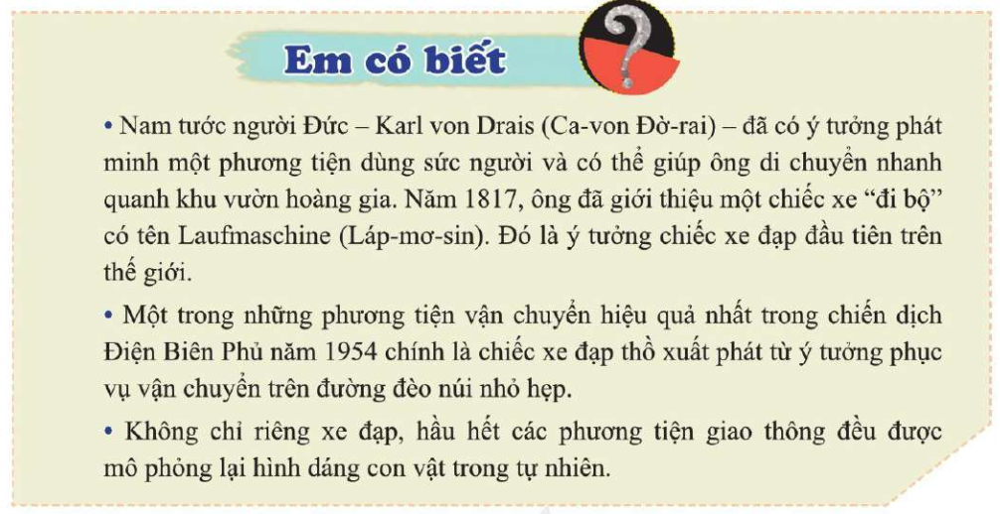 Em có biết
?
• Nam tước người Đức – Karl von Drais (Ca-von Đờ-rai) – đã có ý tưởng phát
minh một phương tiện dùng sức người và có thể giúp ông di chuyển nhanh
quanh khu vườn hoàng gia. Năm 1817, ông đã giới thiệu một chiếc xe “đi bộ”
có tên Laufmaschine (Láp-mơ-sin). Đó là ý tưởng chiếc xe đạp đầu tiên trên
thế giới.
• Một trong những phương tiện vận chuyển hiệu quả nhất trong chiến dịch
Điện Biên Phủ năm 1954 chính là chiếc xe đạp thồ xuất phát từ ý tưởng phục
vụ vận chuyển trên đường đèo núi nhỏ hẹp.
• Không chỉ riêng xe đạp, hầu hết các phương tiện giao thông đều được
mô phỏng lại hình dáng con vật trong tự nhiên.